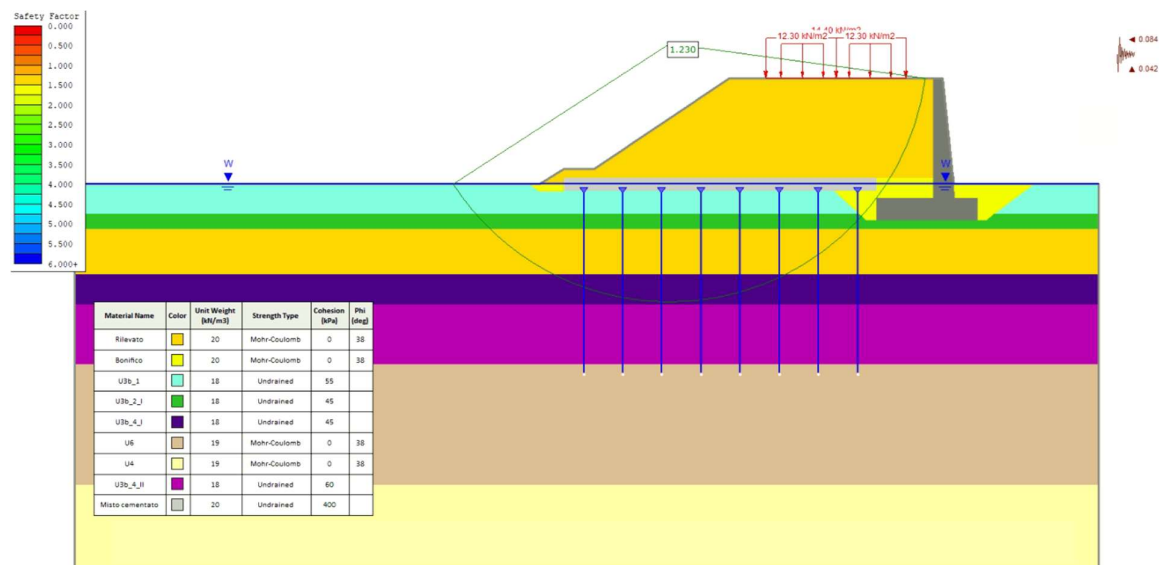 Safety Factor
0.000
0.500
1.000
1.500
2.000
2.500
3.000
3.500
4.000
4.500
5.000
5.500
6.000+
1.230
14.40 kN/m2
12.30 kN/m2 12.30 kN/m2
0.084
0.042
W W
Material Name Color Unit Weight (kN/m3) Strength Type Cohesion (kPa) Phi (deg)
Rilevato 20 Mohr-Coulomb 0 38
Bonifico 20 Mohr-Coulomb 0 38
U3b_1 18 Undrained 55
U3b_2_I 18 Undrained 45
U3b_4_I 18 Undrained 45
U6 19 Mohr-Coulomb 0 38
U4 19 Mohr-Coulomb 0 38
U3b_4_II 18 Undrained 60
Misto cementato 20 Undrained 400